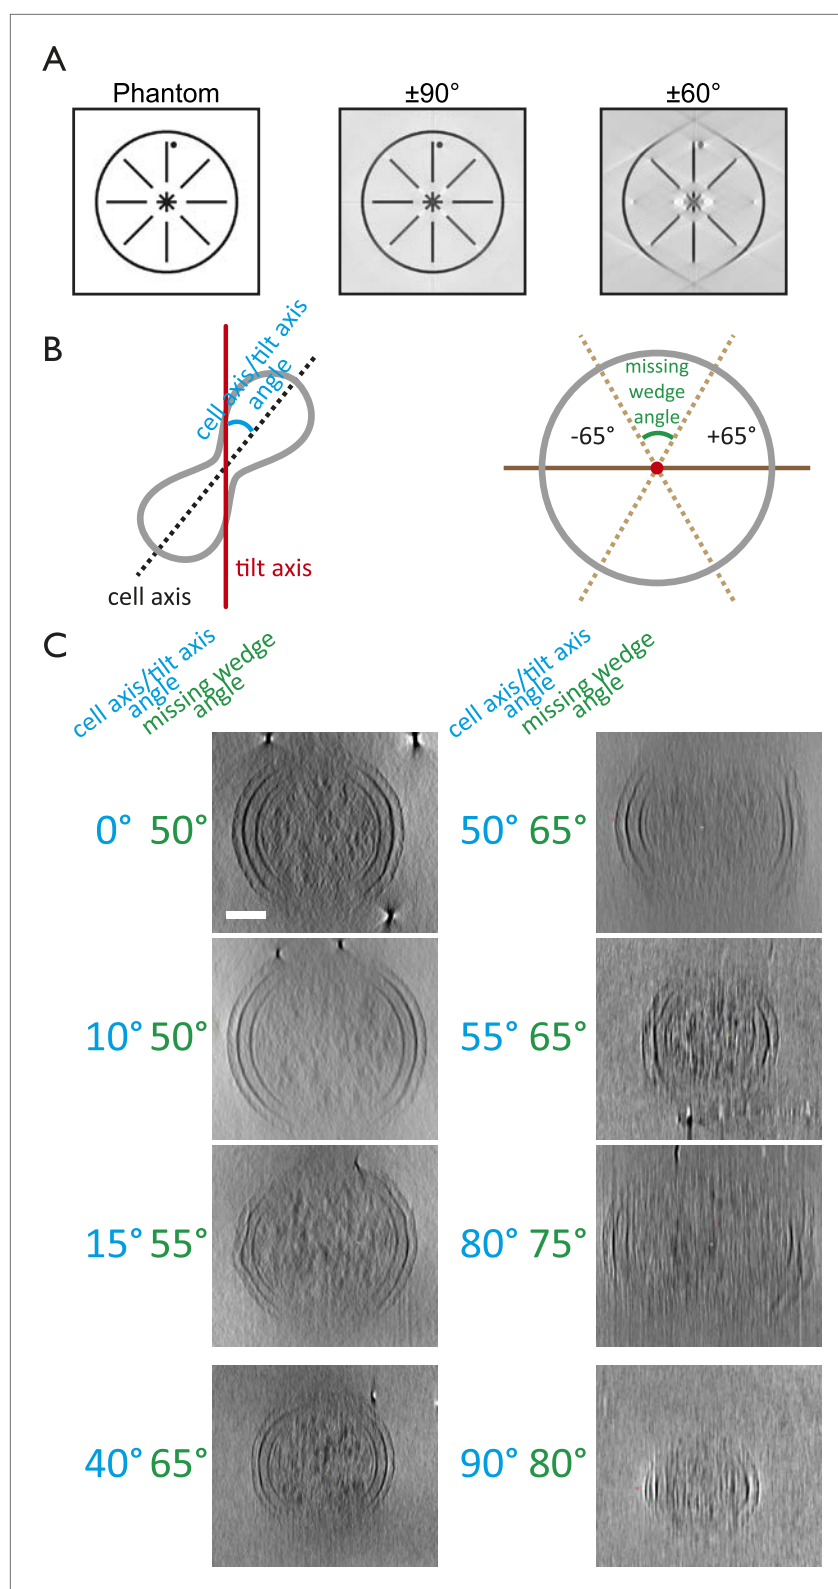 A
Phantom
±90°
±60°
B
cell axis/tilt axis
angle
tilt axis
cell axis
missing
wedge
angle
-65°
+65°
C
cell axis/tilt axis
angle
missing wedge
angle
cell axis/tilt axis
angle
missing wedge
angle
0° 50°
50° 65°
10° 50°
55° 65°
15° 55°
80° 75°
40° 65°
90° 80°